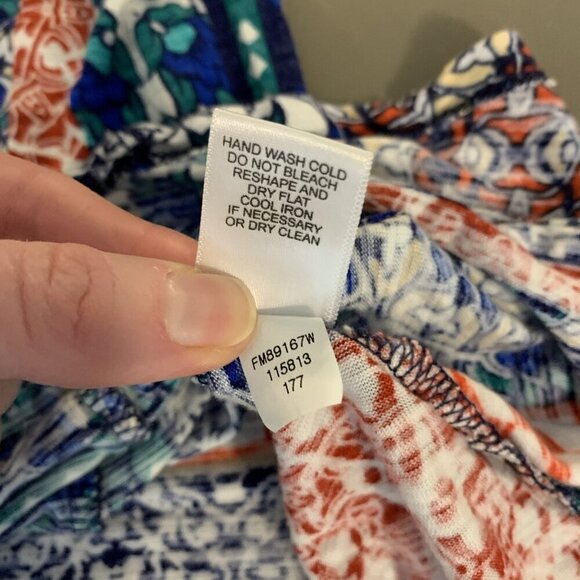 HAND WASH COLD
DO NOT BLEACH
RESHAPE AND
DRY FLAT
COOL IRON
IF NECESSARY
OR DRY CLEAN
FM89167W
115813
177